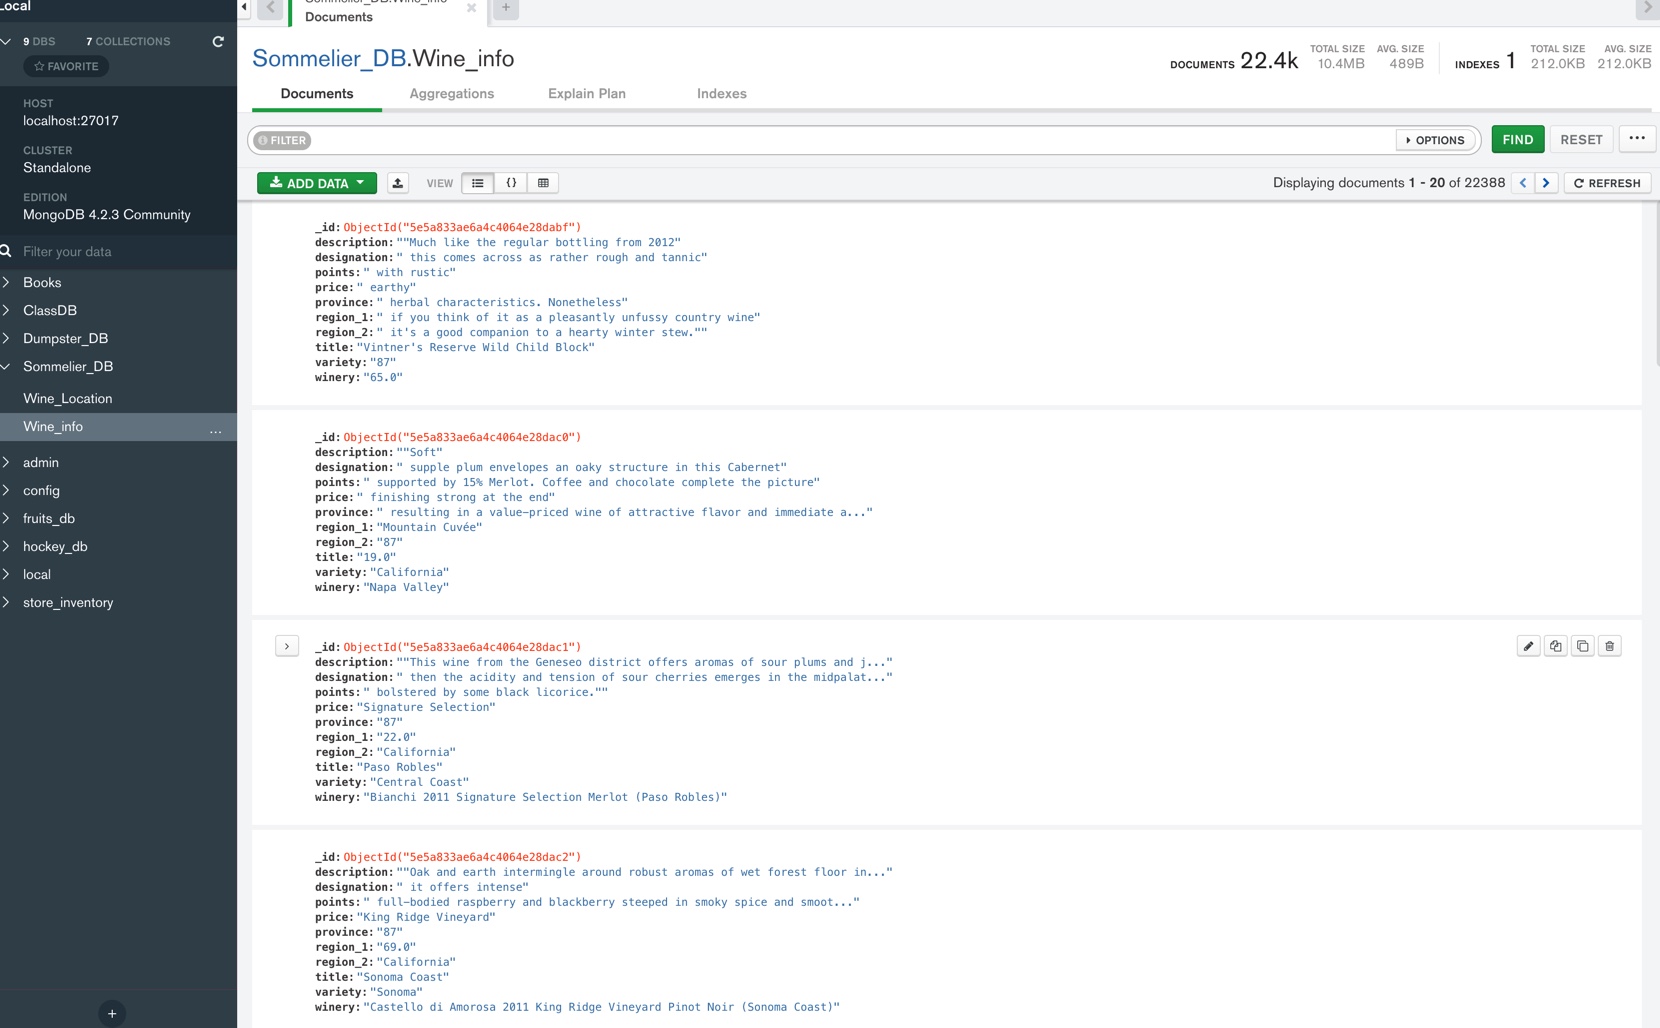 Local
9 DBS 7 COLLECTIONS
FAVORITE
HOST
localhost:27017
CLUSTER
Standalone
EDITION
MongoDB 4.2.3 Community
Filter your data
Books
ClassDB
Dumpster_DB
Sommelier_DB
Wine_Location
Wine_info ...
admin
config
fruits_db
hockey_db
local
store_inventory
+
Sommelier_DB.Wine_info
Documents
+
Sommelier_DB.Wine_info
DOCUMENTS 22.4k TOTAL SIZE 10.4MB AVG. SIZE 489B INDEXES 1 TOTAL SIZE 212.0KB AVG. SIZE 212.0KB
Documents Aggregations Explain Plan Indexes
FILTER OPTIONS FIND RESET ...
ADD DATA VIEW {} Displaying documents 1 - 20 of 22388 < > REFRESH
_id: ObjectId("5e5a833ae6a4c4064e28dabf")
description: ""Much like the regular bottling from 2012"
designation: " this comes across as rather rough and tannic"
points: " with rustic"
price: " earthy"
province: " herbal characteristics. Nonetheless"
region_1: " if you think of it as a pleasantly unfussy country wine"
region_2: " it's a good companion to a hearty winter stew.""
title: "Vintner's Reserve Wild Child Block"
variety: "87"
winery: "65.0"
_id: ObjectId("5e5a833ae6a4c4064e28dac0")
description: ""Soft"
designation: " supple plum envelopes an oaky structure in this Cabernet"
points: " supported by 15% Merlot. Coffee and chocolate complete the picture"
price: " finishing strong at the end"
province: " resulting in a value-priced wine of attractive flavor and immediate a..."
region_1: "Mountain Cuvée"
region_2: "87"
title: "19.0"
variety: "California"
winery: "Napa Valley"
_id: ObjectId("5e5a833ae6a4c4064e28dac1")
description: ""This wine from the Geneseo district offers aromas of sour plums and j..."
designation: " then the acidity and tension of sour cherries emerges in the midpalat..."
points: " bolstered by some black licorice.""
price: "Signature Selection"
province: "87"
region_1: "22.0"
region_2: "California"
title: "Paso Robles"
variety: "Central Coast"
winery: "Bianchi 2011 Signature Selection Merlot (Paso Robles)"
_id: ObjectId("5e5a833ae6a4c4064e28dac2")
description: ""Oak and earth intermingle around robust aromas of wet forest floor in..."
designation: " it offers intense"
points: " full-bodied raspberry and blackberry steeped in smoky spice and smoot..."
price: "King Ridge Vineyard"
province: "87"
region_1: "69.0"
region_2: "California"
title: "Sonoma Coast"
variety: "Sonoma"
winery: "Castello di Amorosa 2011 King Ridge Vineyard Pinot Noir (Sonoma Coast)"